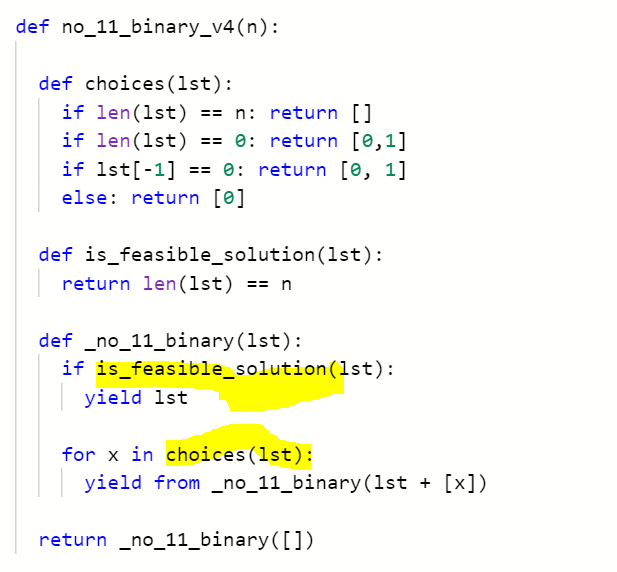 def no_11_binary_v4(n):
def choices(lst):
if len(lst) == n: return []
if len(lst) == 0: return [0,1]
if lst[-1] == 0: return [0, 1]
else: return [0]
def is_feasible_solution(lst):
return len(lst) == n
def _no_11_binary(lst):
if is_feasible_solution(lst):
yield lst
for x in choices(lst):
yield from _no_11_binary(lst + [x])
return _no_11_binary([])